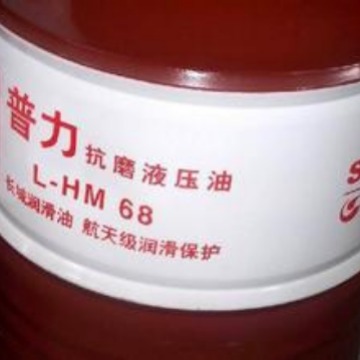 普力 抗磨液压油
L-HM 68
长城润滑油 航天级润滑保护
S